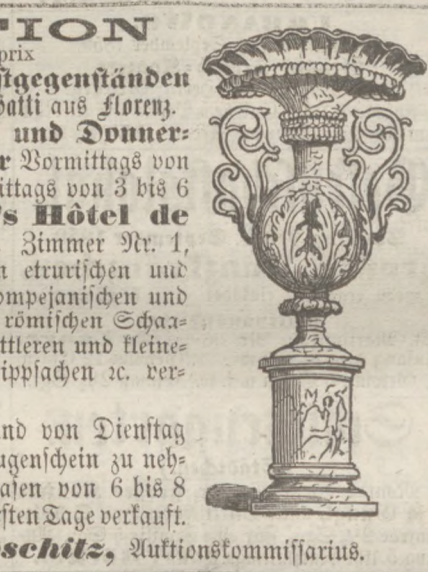 TION
prix
stgegenständen
Gatti aus Florenz.
und Donner-
r Vormittags von
ittags von 3 bis 6
's Hôtel de
Zimmer Nr. 1,
n etrurischen und
ompejanischen und
römischen Schaa-
ttleren und kleine-
ippsachen ꝛc. ver-
nd von Dienstag
ugenschein zu neh-
asen von 6 bis 8
sten Tage verkauft.
schitz, Auktionskommissarius.